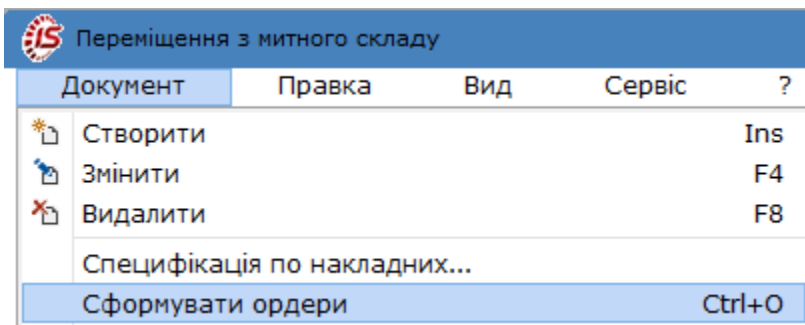 IS Переміщення з митного складу
Документ Правка Вид Сервіс ?
Створити Ins
Змінити F4
Видалити F8
Специфікація по накладних...
Сформувати ордери Ctrl+O